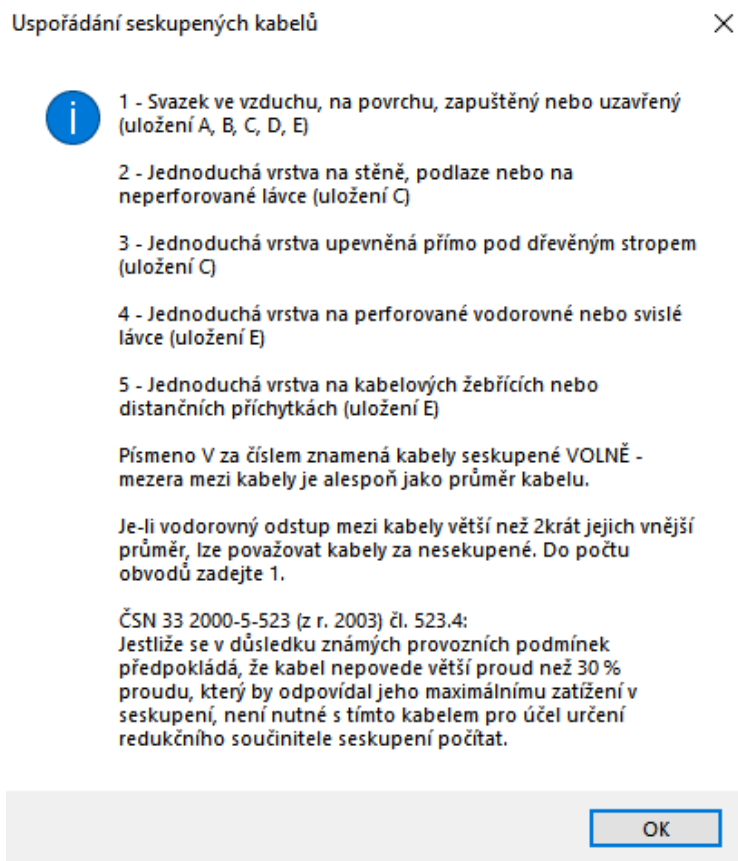 Uspořádání seskupených kabelů
1 - Svazek ve vzduchu, na povrchu, zapuštěný nebo uzavřený
(uložení A, B, C, D, E)
2 - Jednoduchá vrstva na stěně, podlaze nebo na
neperforované lávce (uložení C)
3 - Jednoduchá vrstva upevněná přímo pod dřevěným stropem
(uložení C)
4 - Jednoduchá vrstva na perforované vodorovné nebo svislé
lávce (uložení E)
5 - Jednoduchá vrstva na kabelových žebřících nebo
distančních příchytkách (uložení E)
Písmeno V za číslem znamená kabely seskupené VOLNĚ -
mezera mezi kabely je alespoň jako průměr kabelu.
Je-li vodorovný odstup mezi kabely větší než 2krát jejich vnější
průměr, lze považovat kabely za nesekupené. Do počtu
obvodů zadejte 1.
ČSN 33 2000-5-523 (z r. 2003) čl. 523.4:
Jestliže se v důsledku známých provozních podmínek
předpokládá, že kabel nepovede větší proud než 30 %
proudu, který by odpovídal jeho maximálnímu zatížení v
seskupení, není nutné s tímto kabelem pro účel určení
redukčního součinitele seskupení počítat.
OK